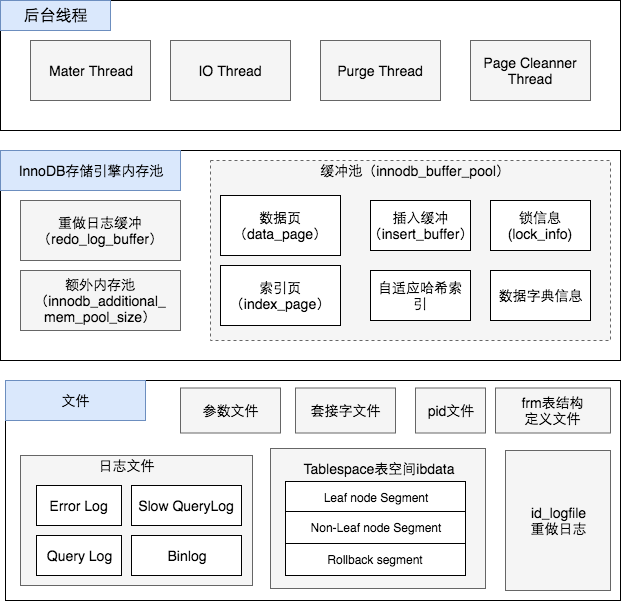 后台线程
Mater Thread
IO Thread
Purge Thread
Page Cleanner
Thread
InnoDB存储引擎内存池
重做日志缓冲
（redo_log_buffer）
额外内存池
（innodb_additional_
mem_pool_size）
缓冲池（innodb_buffer_pool）
数据页
（data_page）
插入缓冲
（insert_buffer）
锁信息
(lock_info)
索引页
（index_page）
自适应哈希索
引
数据字典信息
文件
参数文件
套接字文件
pid文件
frm表结构
定义文件
日志文件
Error Log
Slow QueryLog
Query Log
Binlog
Tablespace表空间ibdata
Leaf node Segment
Non-Leaf node Segment
Rollback segment
id_logfile
重做日志